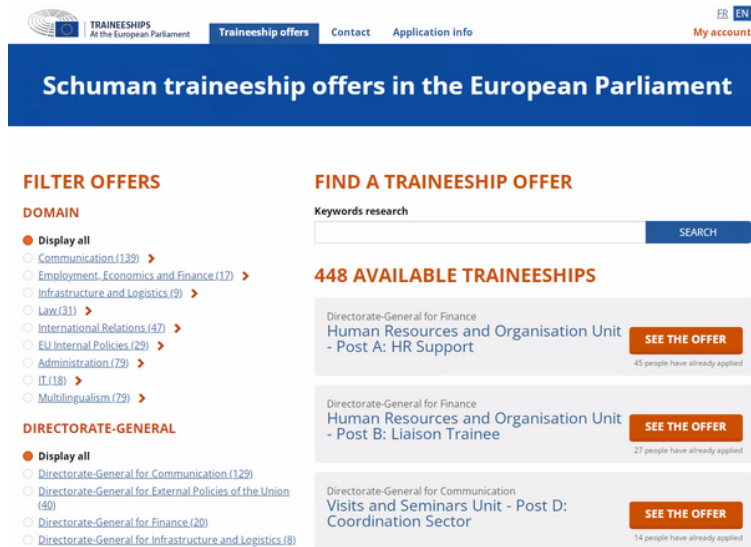 TRAINEESHIPS
At the European Parliament
Traineeship offers
Contact
Application info
FR EN
My account
Schuman traineeship offers in the European Parliament
FILTER OFFERS
DOMAIN
Display all
Communication (139)
Employment, Economics and Finance (17)
Infrastructure and Logistics (9)
Law (31)
International Relations (47)
EU Internal Policies (29)
Administration (79)
IT (18)
Multilingualism (79)
DIRECTORATE-GENERAL
Display all
Directorate-General for Communication (129)
Directorate-General for External Policies of the Union
(40)
Directorate-General for Finance (20)
Directorate-General for Infrastructure and Logistics (8)
FIND A TRAINEESHIP OFFER
Keywords research
SEARCH
448 AVAILABLE TRAINEESHIPS
Directorate-General for Finance
Human Resources and Organisation Unit
- Post A: HR Support
SEE THE OFFER
45 people have already applied
Directorate-General for Finance
Human Resources and Organisation Unit
- Post B: Liaison Trainee
SEE THE OFFER
27 people have already applied
Directorate-General for Communication
Visits and Seminars Unit - Post D:
Coordination Sector
SEE THE OFFER
14 people have already applied